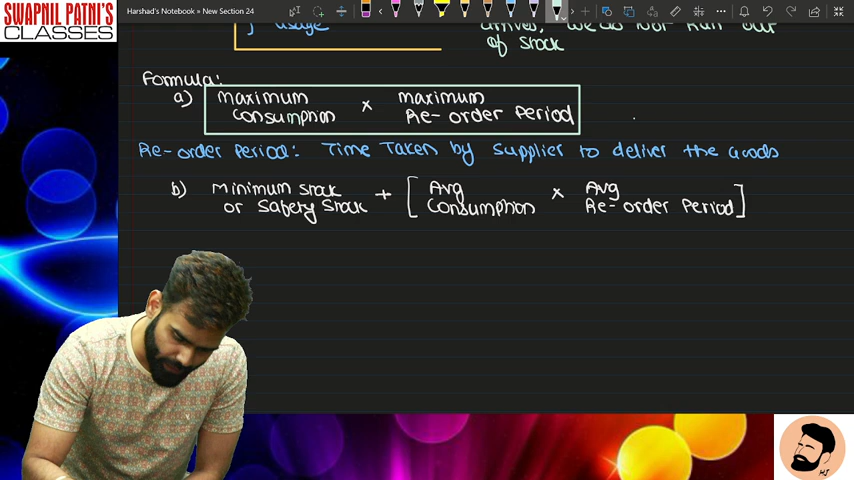 SWAPNIL PATNI'S
CLASSES
Harshad's Notebook » New Section 24
usage
arrives, we do not run out
of stock
Formula:
a) maximum consumption × maximum Re-order Period
Re-order Period: Time Taken by supplier to deliver the goods
b) Minimum stock or Safety Stock + [Avg consumption × Avg Re-order Period]